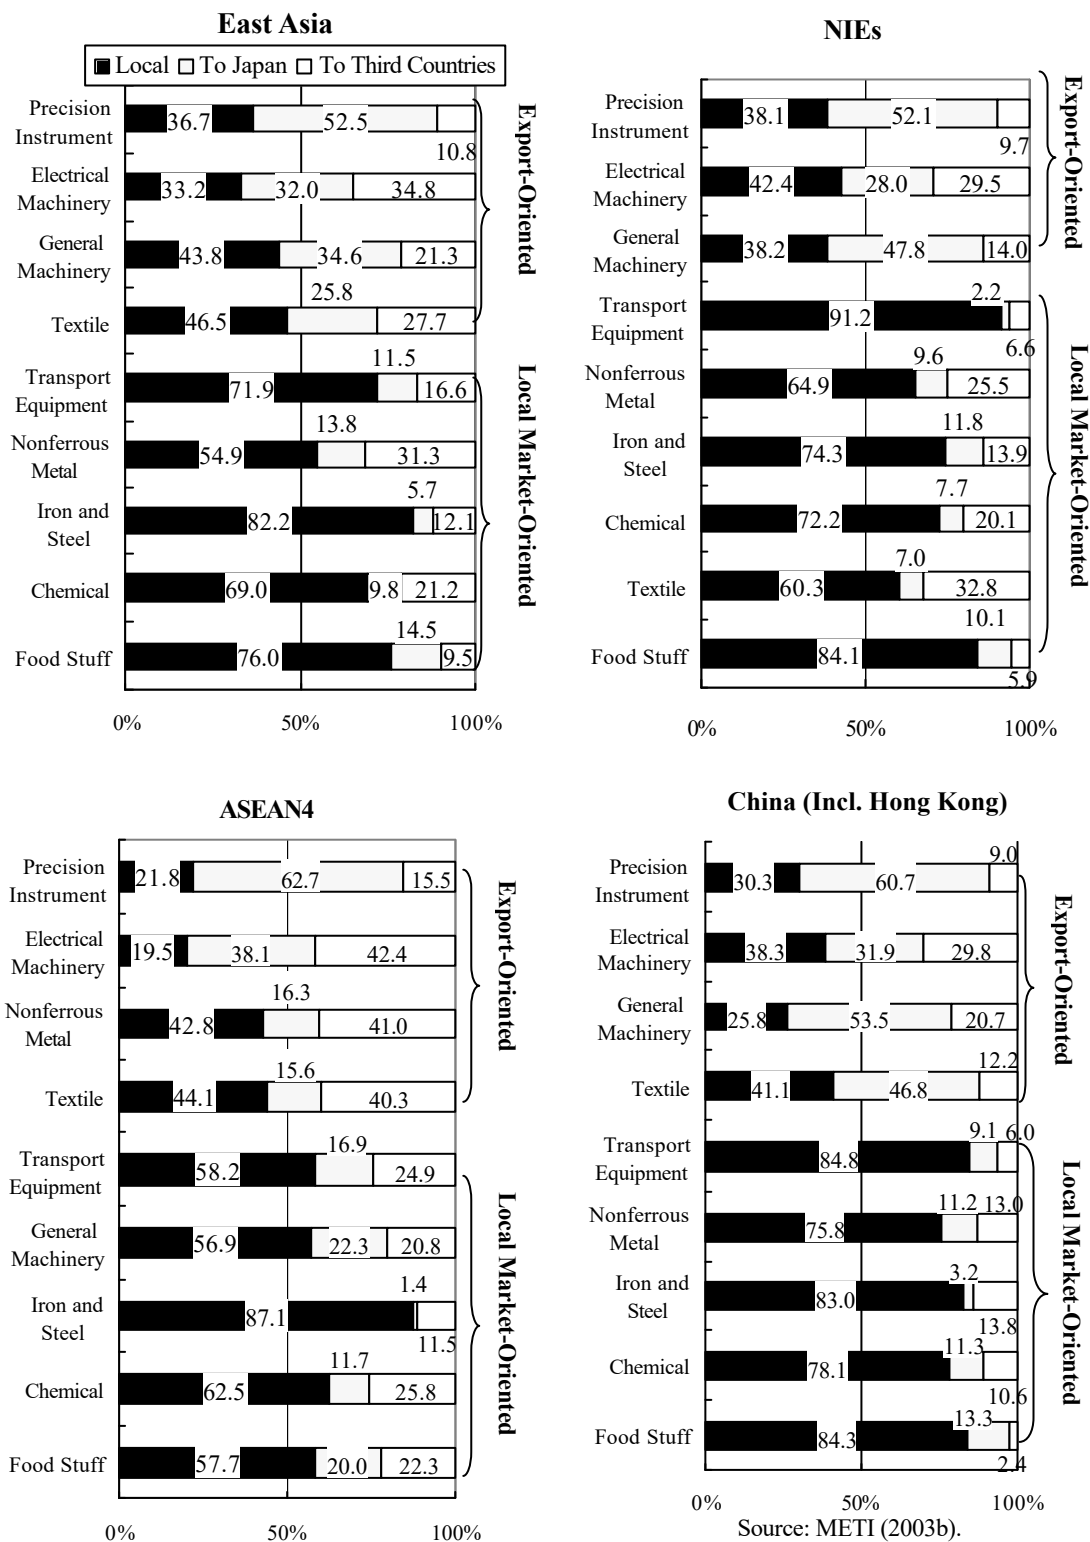 East Asia
Local To Japan To Third Countries
Precision
Instrument
36.7 52.5
10.8
Electrical
Machinery
33.2 32.0 34.8
General
Machinery
43.8 34.6 21.3
25.8
Textile
46.5 27.7
11.5
Transport
Equipment
71.9 16.6
13.8
Nonferrous
Metal
54.9 31.3
5.7
Iron and
Steel
82.2 12.1
Chemical
69.0 9.8 21.2
14.5
Food Stuff
76.0 9.5
0% 50% 100%
Export-Oriented
Local Market-Oriented
NIEs
Precision
Instrument
38.1 52.1
9.7
Electrical
Machinery
42.4 28.0 29.5
General
Machinery
38.2 47.8 14.0
2.2
Transport
Equipment
91.2
6.6
9.6
Nonferrous
Metal
64.9 25.5
11.8
Iron and
Steel
74.3 13.9
7.7
Chemical
72.2 20.1
7.0
Textile
60.3 32.8
10.1
Food Stuff
84.1
5.9
0% 50% 100%
Export-Oriented
Local Market-Oriented
ASEAN4
Precision
Instrument
21.8 62.7 15.5
Electrical
Machinery
19.5 38.1 42.4
16.3
Nonferrous
Metal
42.8 41.0
15.6
Textile
44.1 40.3
16.9
Transport
Equipment
58.2 24.9
General
Machinery
56.9 22.3 20.8
1.4
Iron and
Steel
87.1
11.5
11.7
Chemical
62.5 25.8
Food Stuff
57.7 20.0 22.3
0% 50% 100%
Export-Oriented
Local Market-Oriented
China (Incl. Hong Kong)
9.0
Precision
Instrument
30.3 60.7
Electrical
Machinery
38.3 31.9 29.8
General
Machinery
25.8 53.5 20.7
12.2
Textile
41.1 46.8
9.1 6.0
Transport
Equipment
84.8
11.2 13.0
Nonferrous
Metal
75.8
3.2
Iron and
Steel
83.0
13.8
11.3
Chemical
78.1
10.6
13.3
Food Stuff
84.3
2.4
0% 50% 100%
Export-Oriented
Local Market-Oriented
Source: METI (2003b).